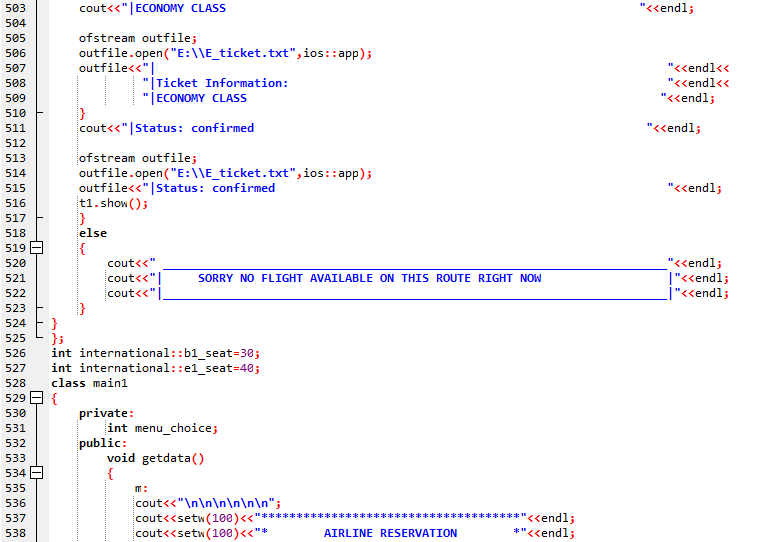 503 cout<<"|ECONOMY CLASS "<<endl;
504
505 ofstream outfile;
506 outfile.open("E:\\E_ticket.txt",ios::app);
507 outfile<<"| "<<endl<<
508 "|Ticket Information: "<<endl<<
509 "|ECONOMY CLASS "<<endl;
510 }
511 cout<<"|Status: confirmed "<<endl;
512
513 ofstream outfile;
514 outfile.open("E:\\E_ticket.txt",ios::app);
515 outfile<<"|Status: confirmed "<<endl;
516 t1.show();
517 }
518 else
519 {
520 cout<<" ________________________________________________________________________"<<endl;
521 cout<<"| SORRY NO FLIGHT AVAILABLE ON THIS ROUTE RIGHT NOW |"<<endl;
522 cout<<"|________________________________________________________________________|"<<endl;
523 }
524 }
525 };
526 int international::b1_seat=30;
527 int international::e1_seat=40;
528 class main1
529 {
530 private:
531 int menu_choice;
532 public:
533 void getdata()
534 {
535 m:
536 cout<<"\n\n\n\n\n\n";
537 cout<<setw(100)<<"*************************************"<<endl;
538 cout<<setw(100)<<"* AIRLINE RESERVATION *"<<endl;